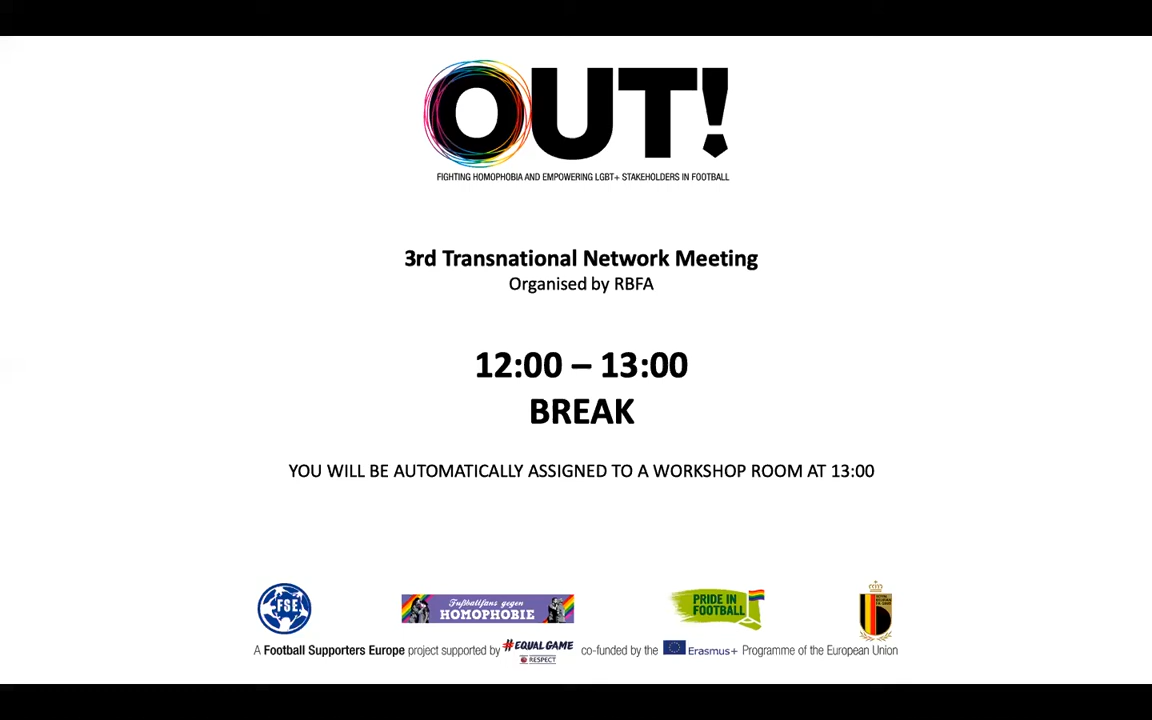 OUT!
FIGHTING HOMOPHOBIA AND EMPOWERING LGBT+ STAKEHOLDERS IN FOOTBALL
3rd Transnational Network Meeting
Organised by RBFA
12:00 – 13:00
BREAK
YOU WILL BE AUTOMATICALLY ASSIGNED TO A WORKSHOP ROOM AT 13:00
FSE
Fußballfans gegen
HOMOPHOBIE
PRIDE IN
FOOTBALL
A Football Supporters Europe project supported by #EQUALGAME co-funded by the Erasmus+ Programme of the European Union
RESPECT